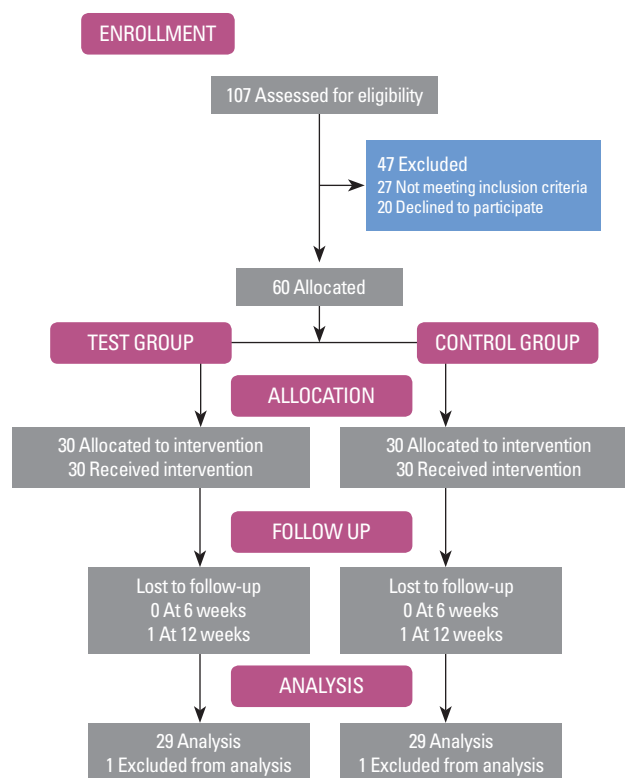 ENROLLMENT
107 Assessed for eligibility
47 Excluded
27 Not meeting inclusion criteria
20 Declined to participate
60 Allocated
TEST GROUP
CONTROL GROUP
ALLOCATION
30 Allocated to intervention
30 Received intervention
30 Allocated to intervention
30 Received intervention
FOLLOW UP
Lost to follow-up
0 At 6 weeks
1 At 12 weeks
Lost to follow-up
0 At 6 weeks
1 At 12 weeks
ANALYSIS
29 Analysis
1 Excluded from analysis
29 Analysis
1 Excluded from analysis